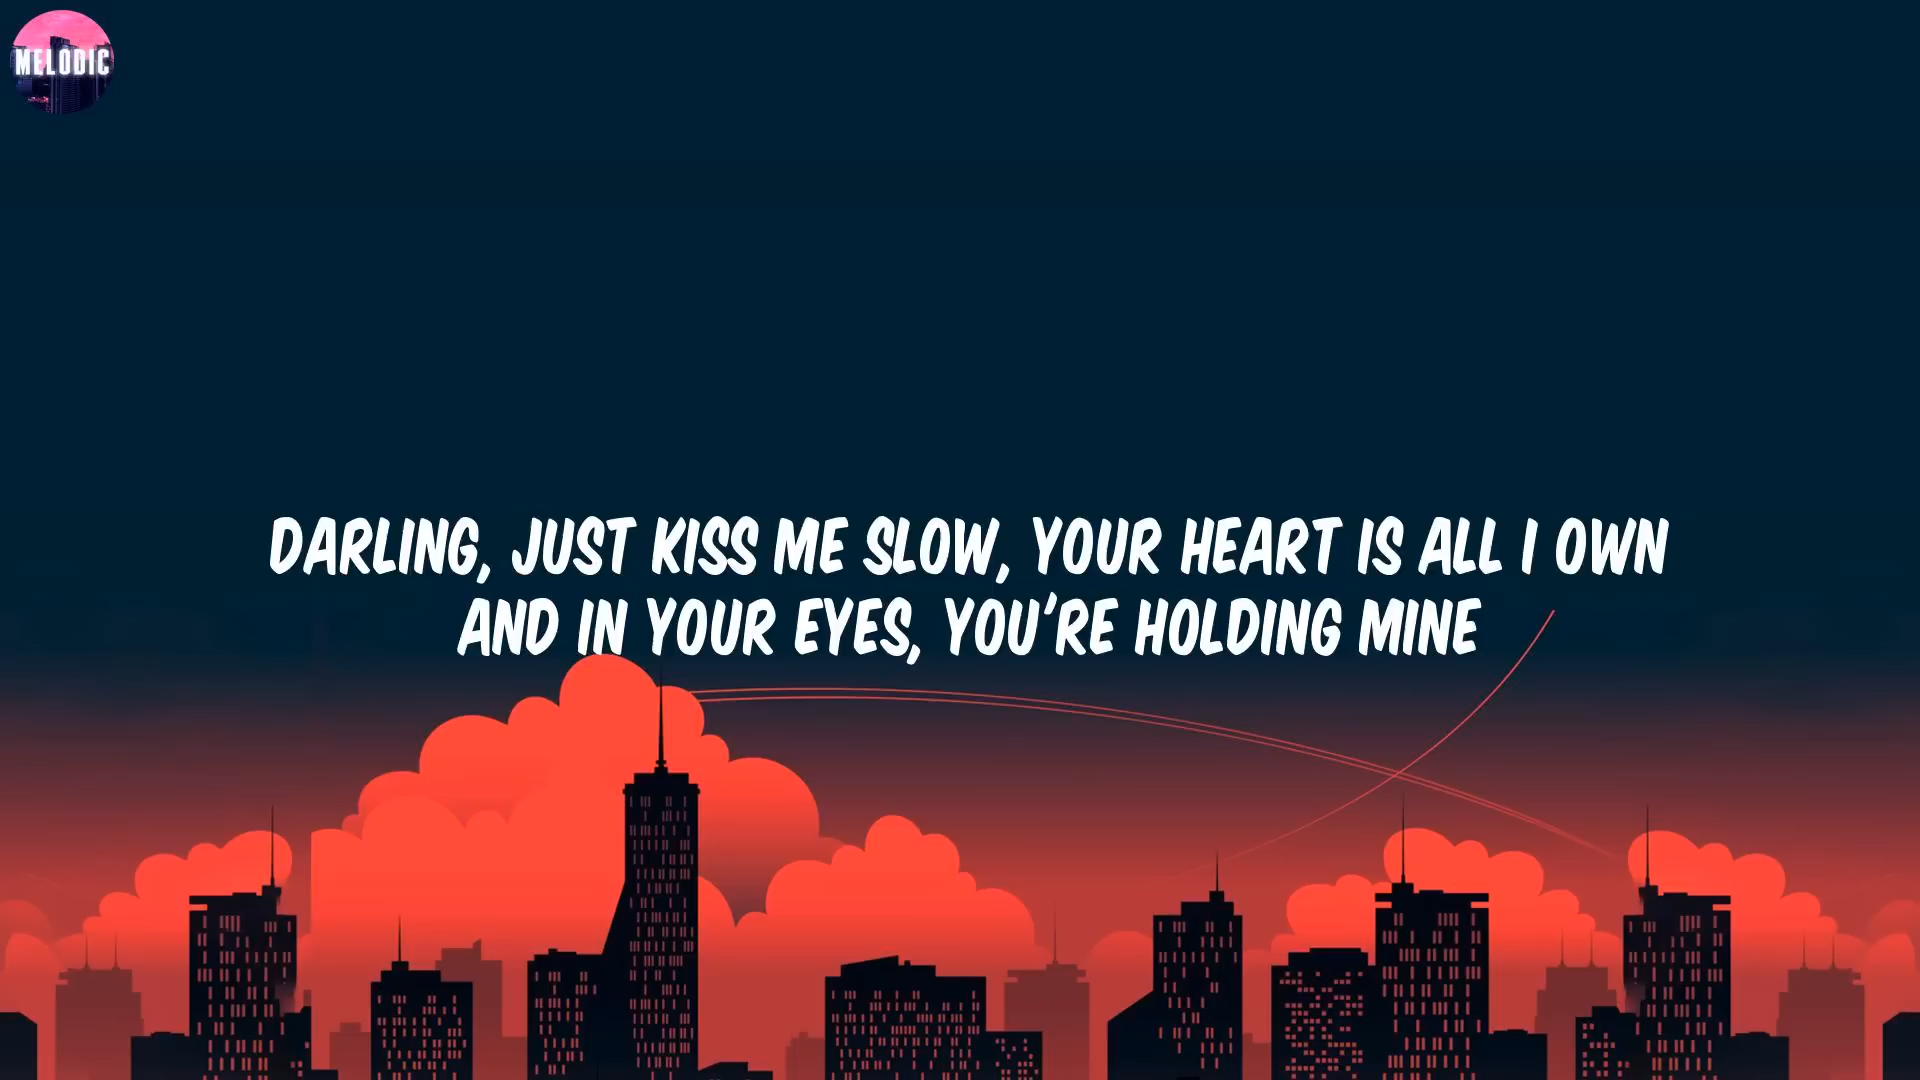 MELODIC
DARLING, JUST KISS ME SLOW, YOUR HEART IS ALL I OWN
AND IN YOUR EYES, YOU'RE HOLDING MINE